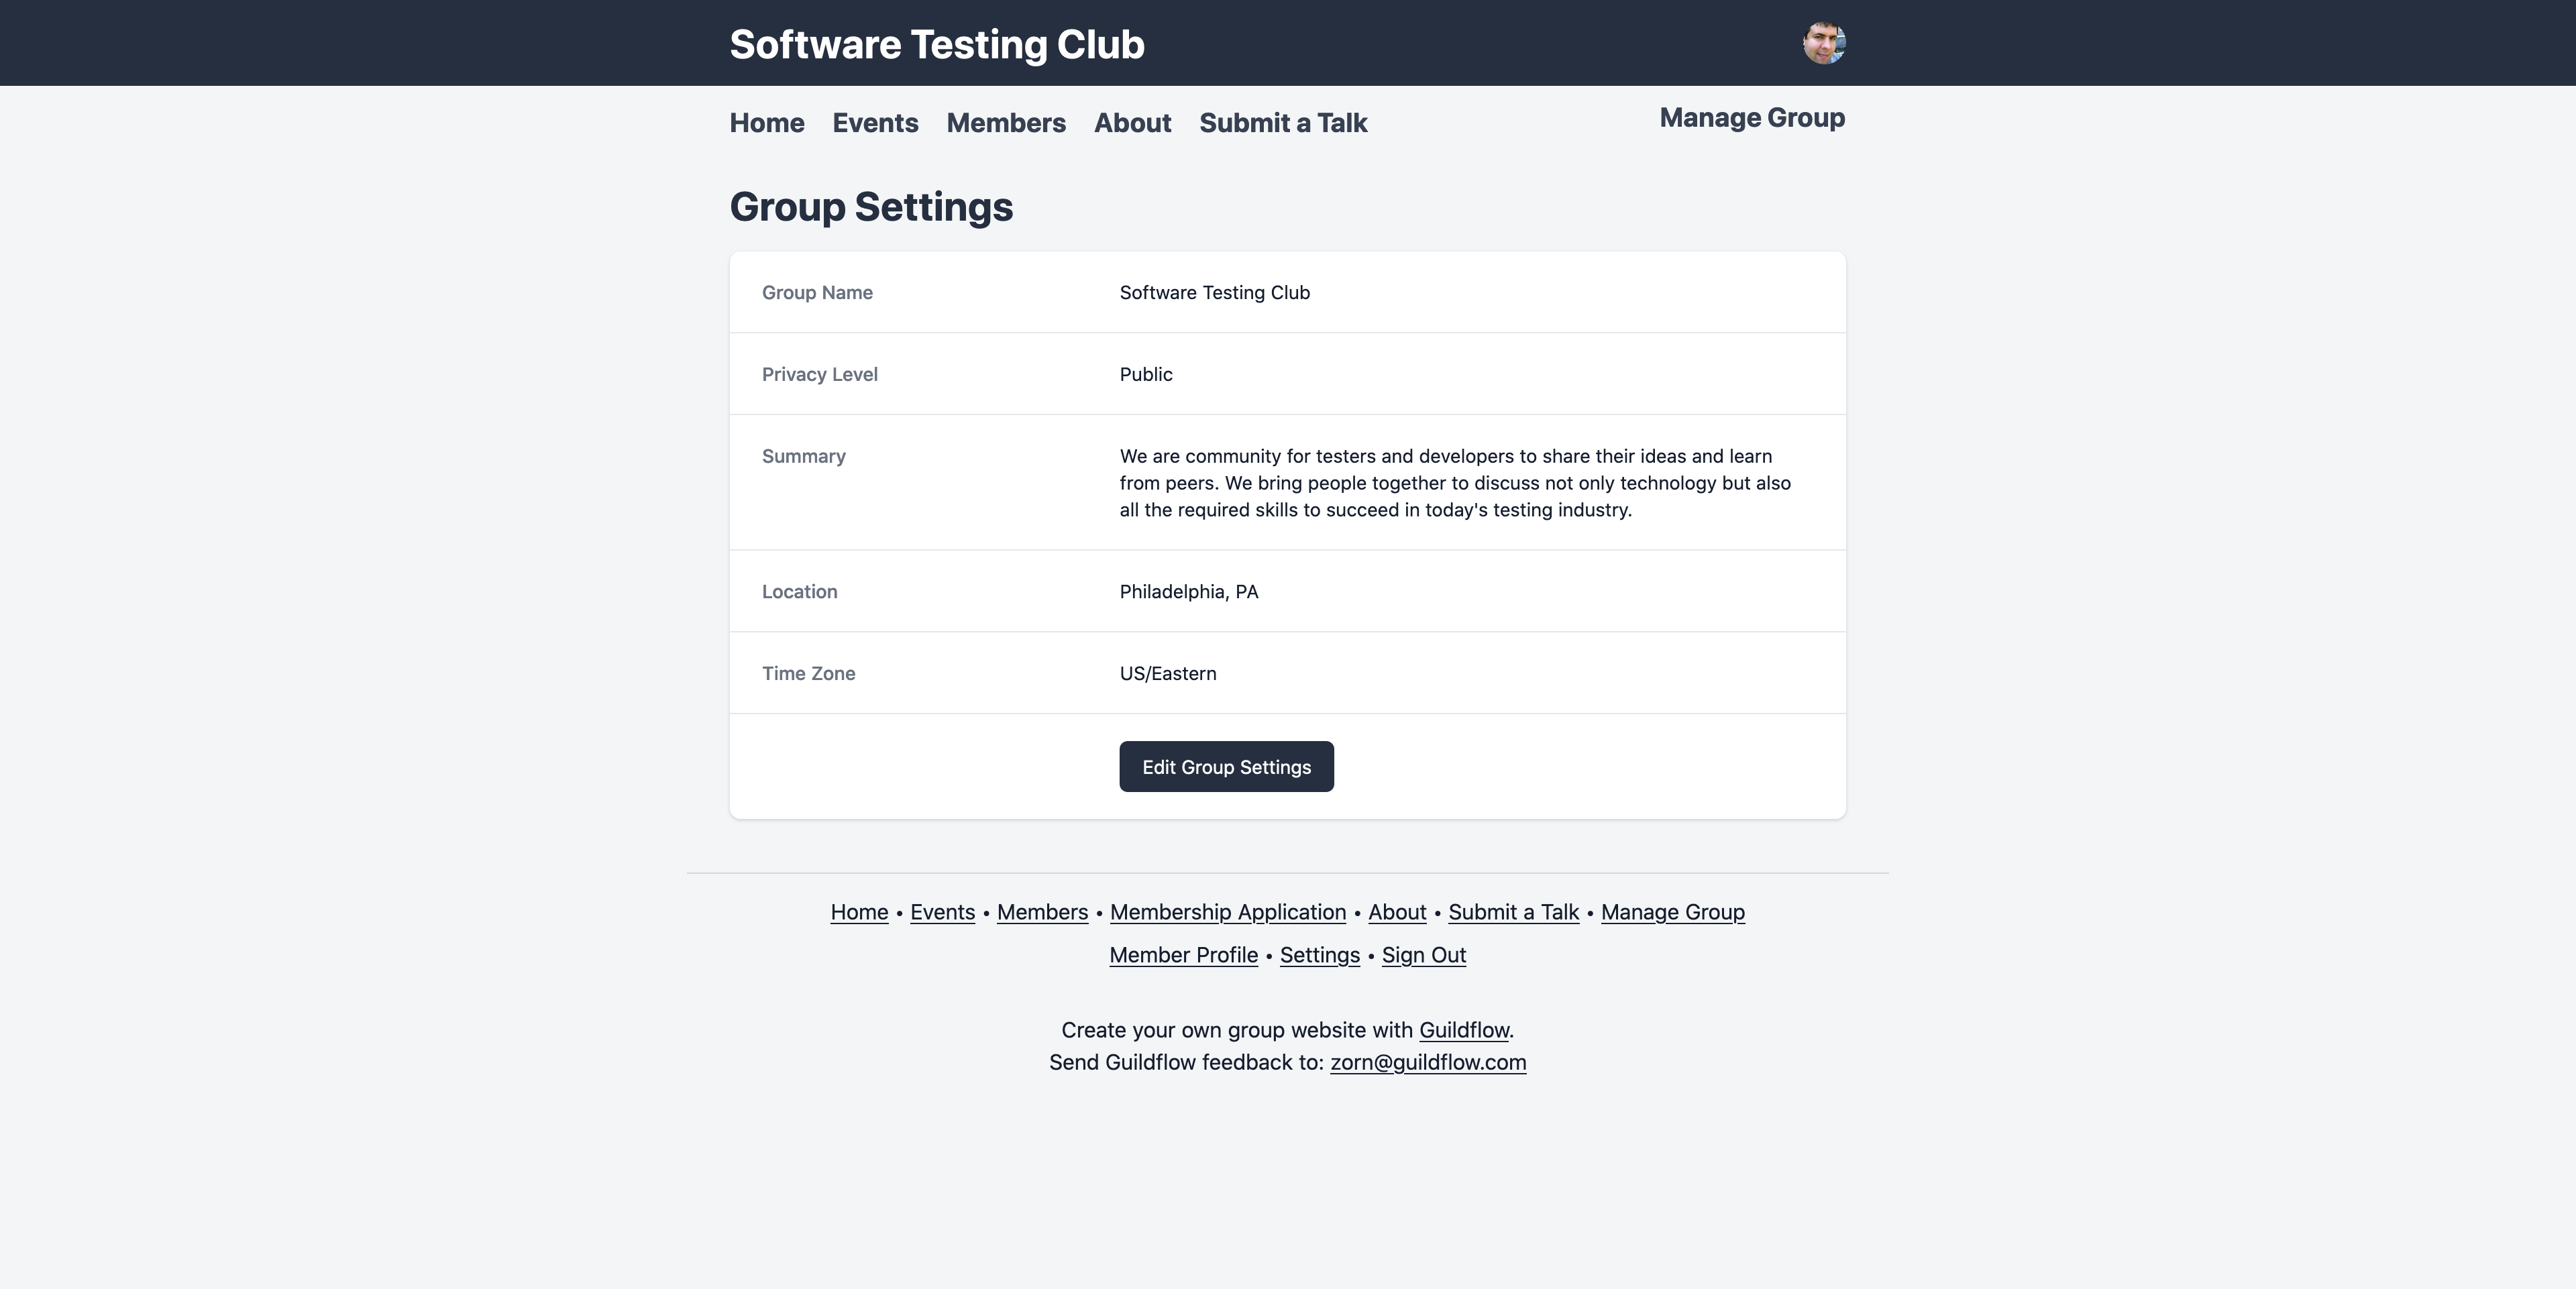 Software Testing Club
Home Events Members About Submit a Talk Manage Group
Group Settings
Group Name Software Testing Club
Privacy Level Public
Summary We are community for testers and developers to share their ideas and learn
from peers. We bring people together to discuss not only technology but also
all the required skills to succeed in today's testing industry.
Location Philadelphia, PA
Time Zone US/Eastern
Edit Group Settings
Home • Events • Members • Membership Application • About • Submit a Talk • Manage Group
Member Profile • Settings • Sign Out
Create your own group website with Guildflow.
Send Guildflow feedback to: zorn@guildflow.com